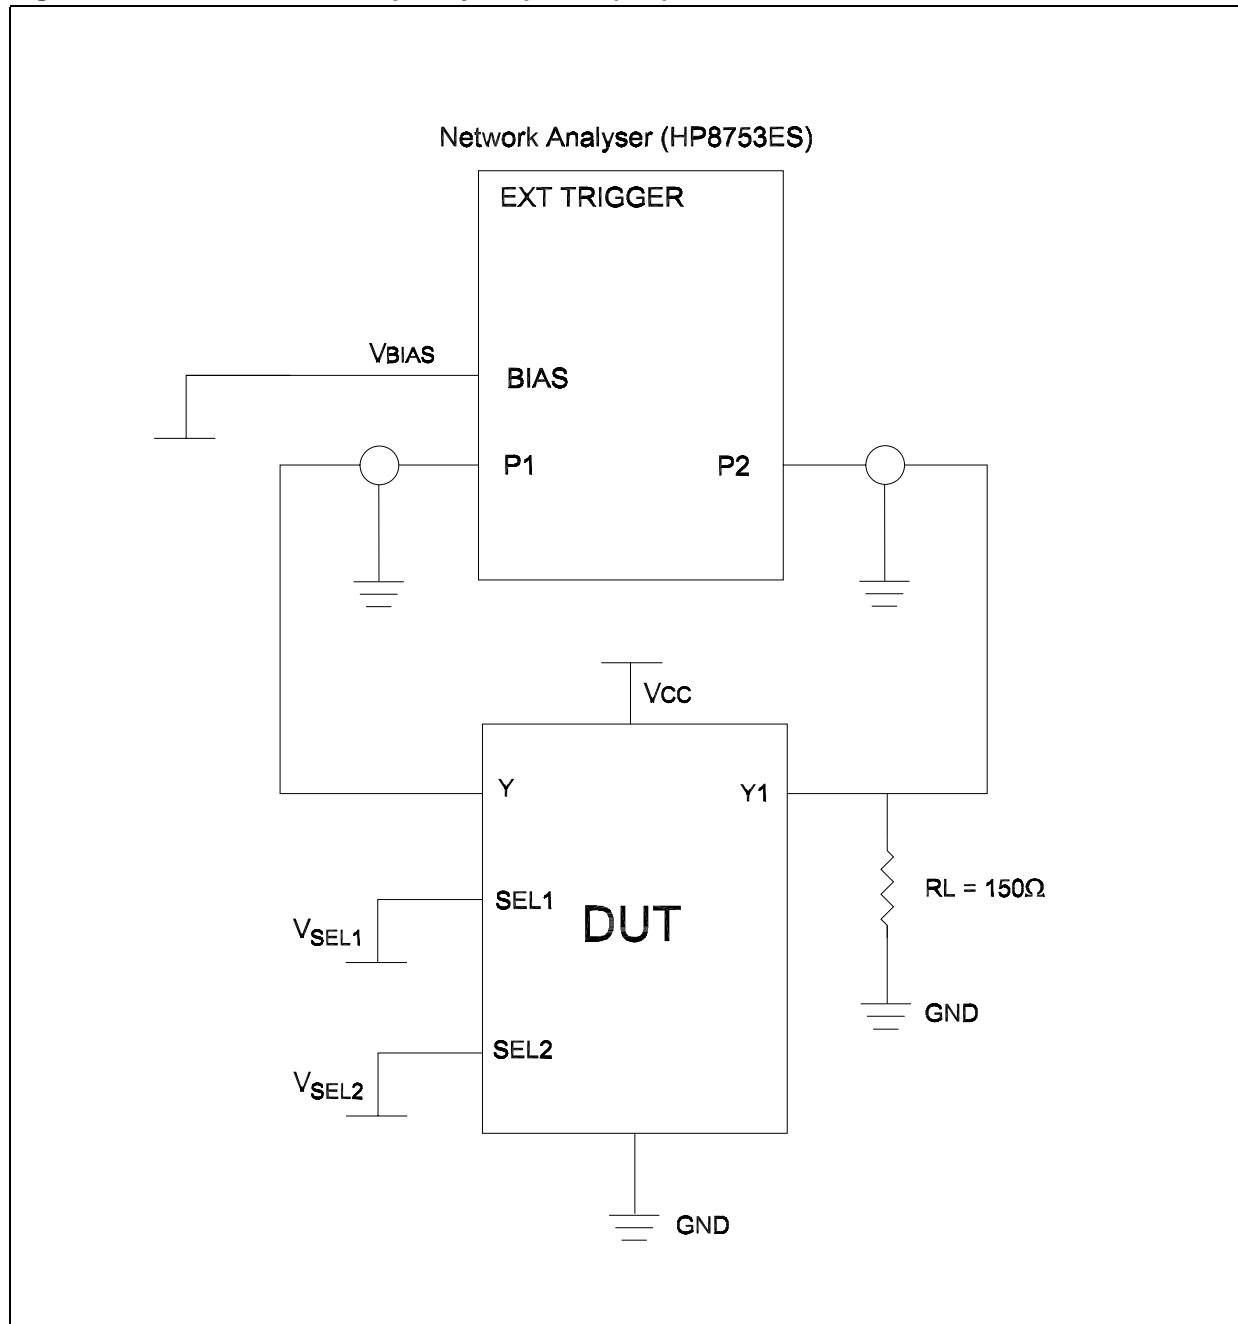 Network Analyser (HP8753ES)
EXT TRIGGER
VBIAS
BIAS
P1
P2
VCC
Y
Y1
SEL1
VSEL1
DUT
RL = 150Ω
SEL2
VSEL2
GND
GND